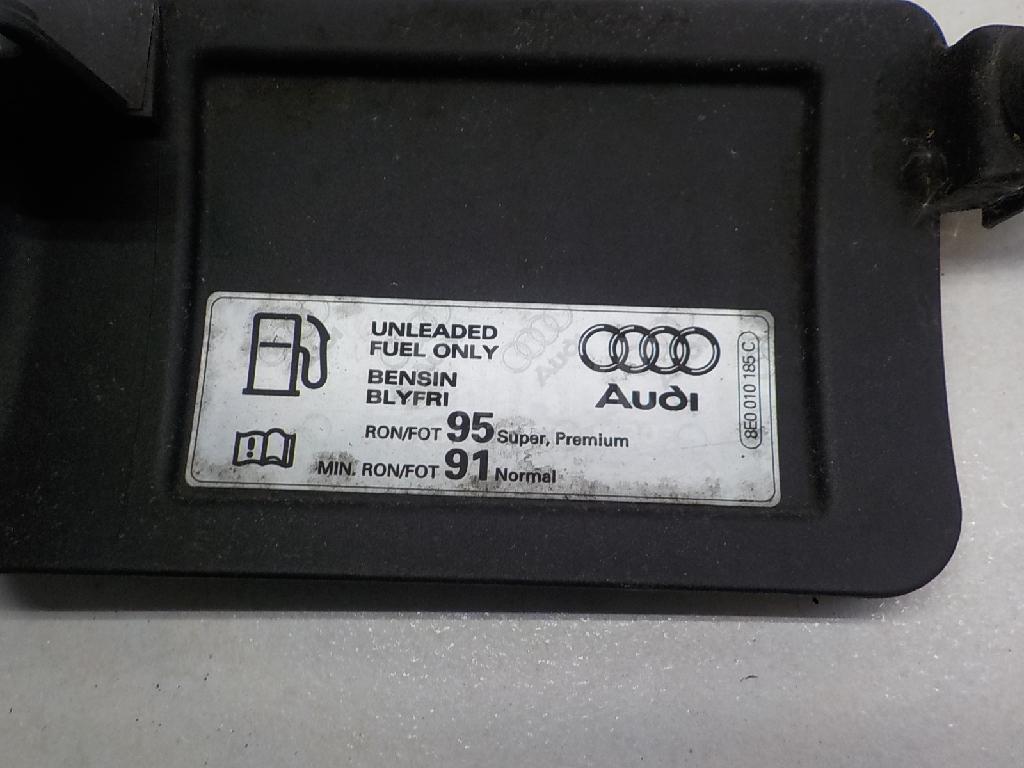 UNLEADED
FUEL ONLY
BENSIN
BLYFRI
RON/FOT 95 Super, Premium
MIN. RON/FOT 91 Normal
Audi
8E0 010 185 C